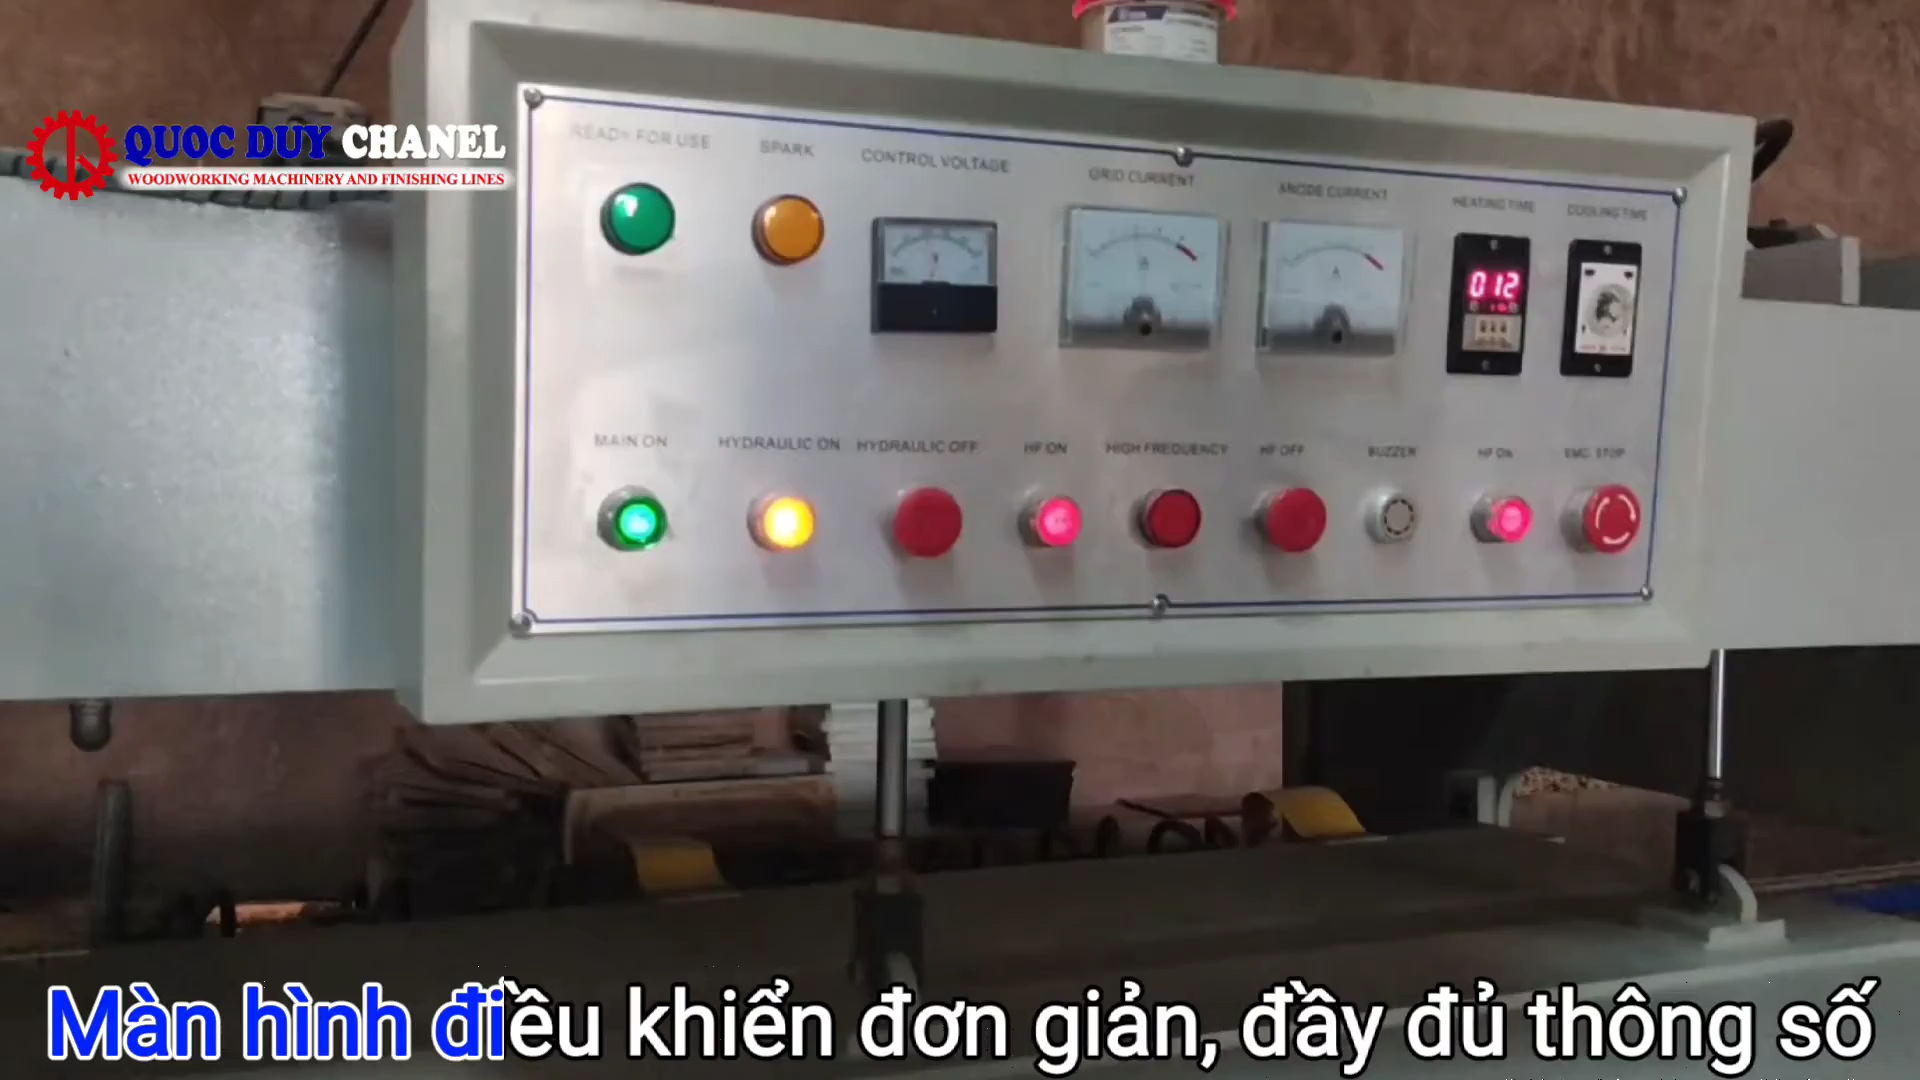 QUOC DUY CHANEL
WOODWORKING MACHINERY AND FINISHING LINES
READY FOR USE
SPARK
CONTROL VOLTAGE
GRID CURRENT
ANODE CURRENT
HEATING TIME
COOLING TIME
V
A
012
MAIN ON
HYDRAULIC ON
HYDRAULIC OFF
HF ON
HIGH FREQUENCY
HF OFF
BUZZER
HF ON
EMC. STOP
Màn hình điều khiển đơn giản, đầy đủ thông số